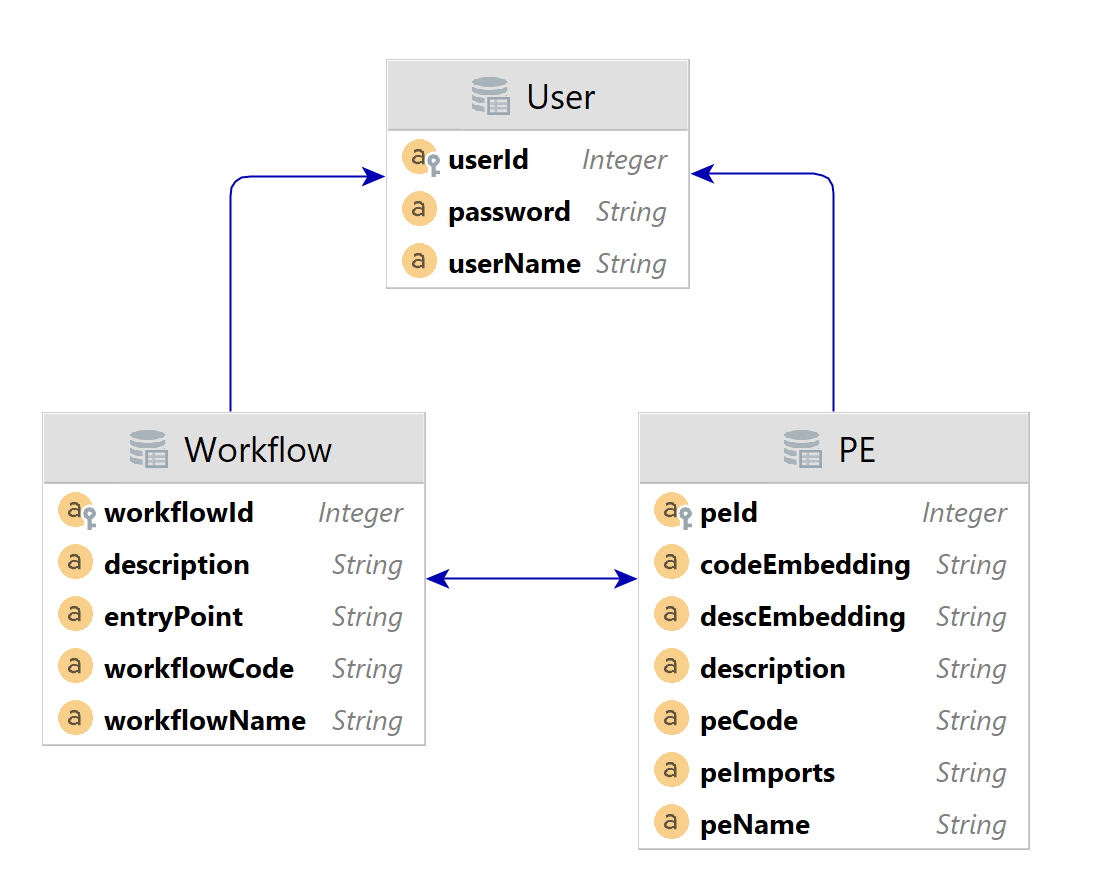 User
a userId Integer
a password String
a userName String
Workflow
a workflowId Integer
a description String
a entryPoint String
a workflowCode String
a workflowName String
PE
a peId Integer
a codeEmbedding String
a descEmbedding String
a description String
a peCode String
a peImports String
a peName String